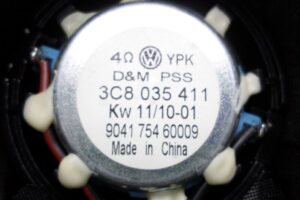 4Ω YPK
D&M PSS
3C8 035 411
Kw 11/10-01
9041 754 60009
Made in China